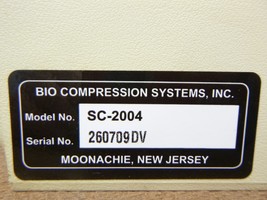 BIO COMPRESSION SYSTEMS, INC.
Model No. SC-2004
Serial No. 260709DV
MOONACHIE, NEW JERSEY